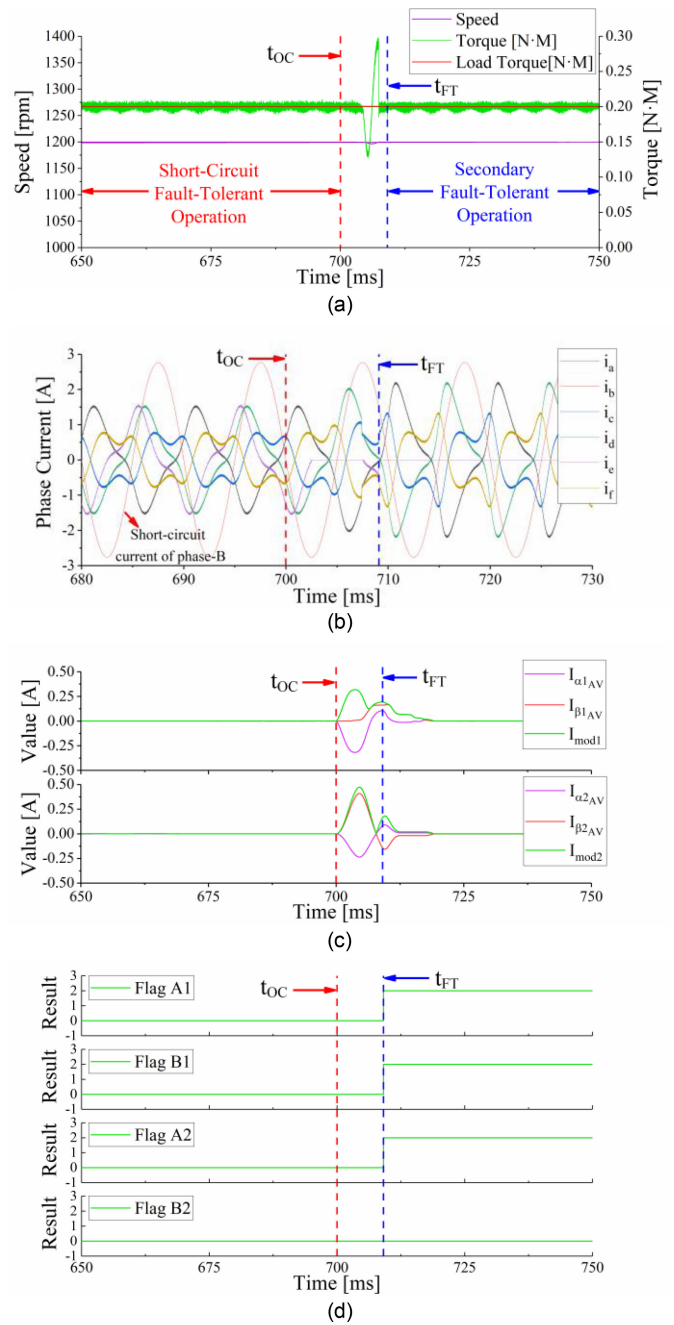 Speed
Torque [N·M]
Load Torque[N·M]
tOC
tFT
Short-Circuit
Fault-Tolerant
Operation
Secondary
Fault-Tolerant
Operation
Speed [rpm]
1400
1350
1300
1250
1200
1150
1100
1050
1000
Torque [N·M]
0.30
0.25
0.20
0.15
0.10
0.05
0.00
650 675 700 725 750
Time [ms]
(a)
Phase Current [A]
3
2
1
0
-1
-2
-3
tOC
tFT
ia
ib
ic
id
ie
if
Short-circuit
current of phase-B
680 690 700 710 720 730
Time [ms]
(b)
Value [A]
0.50
0.25
0.00
-0.25
-0.50
tOC
tFT
Iα1AV
Iβ1AV
Imod1
Value [A]
0.50
0.25
0.00
-0.25
-0.50
Iα2AV
Iβ2AV
Imod2
650 675 700 725 750
Time [ms]
(c)
Result
3
2
1
0
-1
Flag A1
tOC
tFT
Result
3
2
1
0
-1
Flag B1
Result
3
2
1
0
-1
Flag A2
Result
3
2
1
0
-1
Flag B2
650 675 700 725 750
Time [ms]
(d)